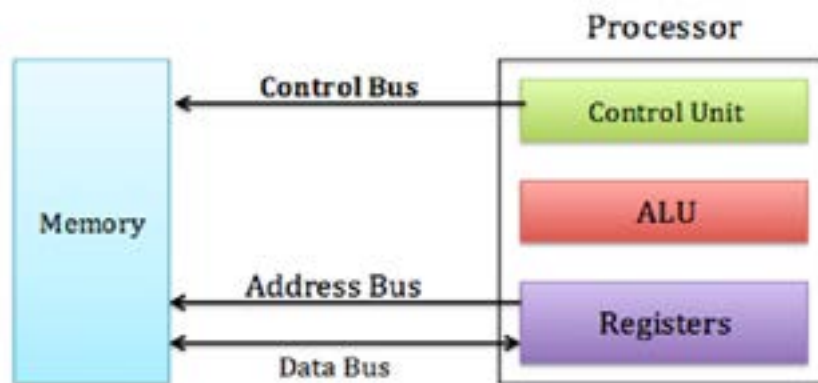 Processor
Control Bus
Control Unit
Memory
ALU
Address Bus
Registers
Data Bus